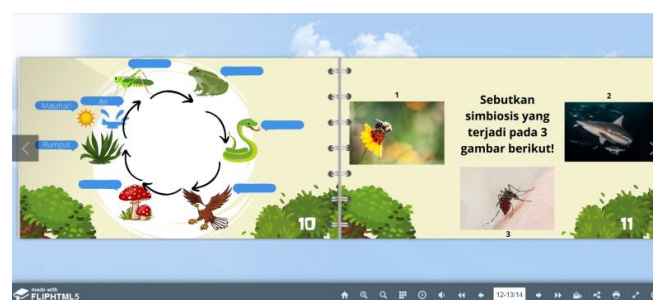 Matahari
Air
Rumput
10
1
Sebutkan
simbiosis yang
terjadi pada 3
gambar berikut!
2
3
11
made with
FLIPHTML5
12-13/14